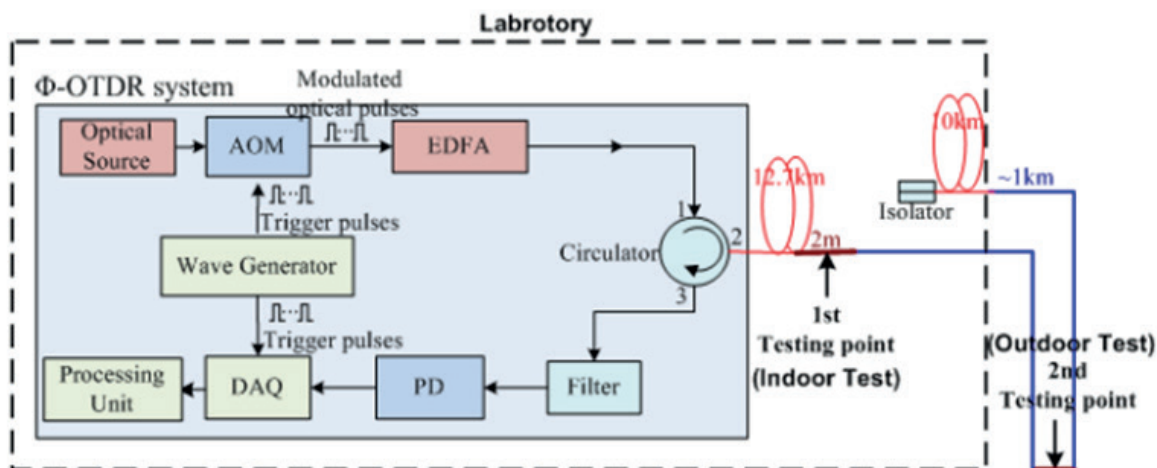 Labrotory
Φ-OTDR system
Modulated
optical pulses
Optical
Source
AOM
EDFA
Trigger pulses
Wave Generator
Trigger pulses
Processing
Unit
DAQ
PD
Filter
Circulator
1
2
3
12.7km
2m
1st
Testing point
(Indoor Test)
10km
Isolator
~1km
(Outdoor Test)
2nd
Testing point